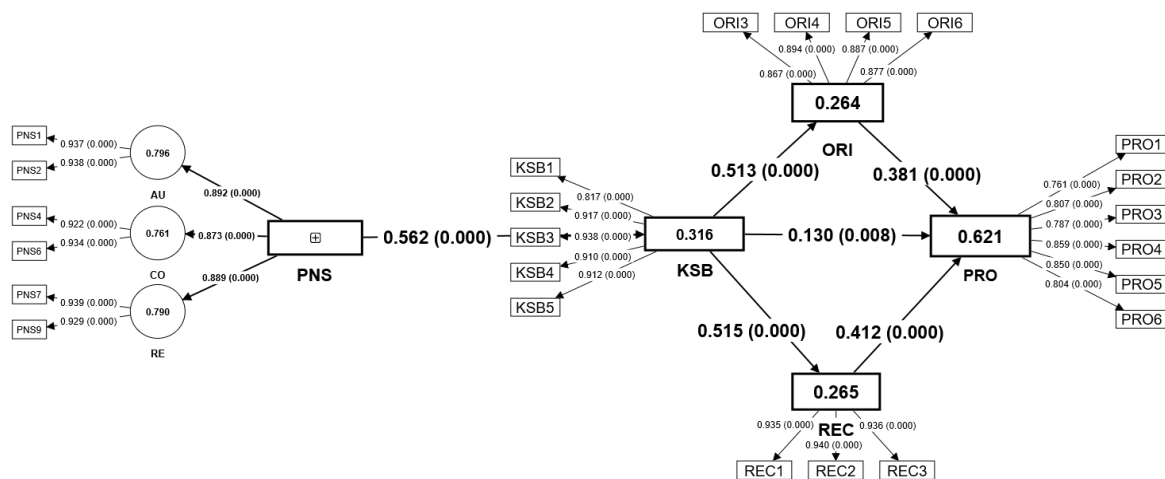 ORI3
ORI4
ORI5
ORI6
0.867 (0.000)
0.894 (0.000)
0.887 (0.000)
0.877 (0.000)
0.264
ORI
PNS1
PNS2
0.937 (0.000)
0.938 (0.000)
0.796
AU
0.892 (0.000)
PNS4
PNS6
0.922 (0.000)
0.934 (0.000)
0.761
CO
0.873 (0.000)
PNS7
PNS9
0.939 (0.000)
0.929 (0.000)
0.790
RE
0.889 (0.000)
PNS
0.562 (0.000)
KSB1
KSB2
KSB3
KSB4
KSB5
0.817 (0.000)
0.917 (0.000)
0.938 (0.000)
0.910 (0.000)
0.912 (0.000)
0.316
KSB
0.513 (0.000)
0.381 (0.000)
0.130 (0.008)
0.515 (0.000)
0.412 (0.000)
0.621
PRO
0.761 (0.000)
0.807 (0.000)
0.787 (0.000)
0.859 (0.000)
0.850 (0.000)
0.804 (0.000)
PRO1
PRO2
PRO3
PRO4
PRO5
PRO6
0.265
REC
0.935 (0.000)
0.940 (0.000)
0.936 (0.000)
REC1
REC2
REC3